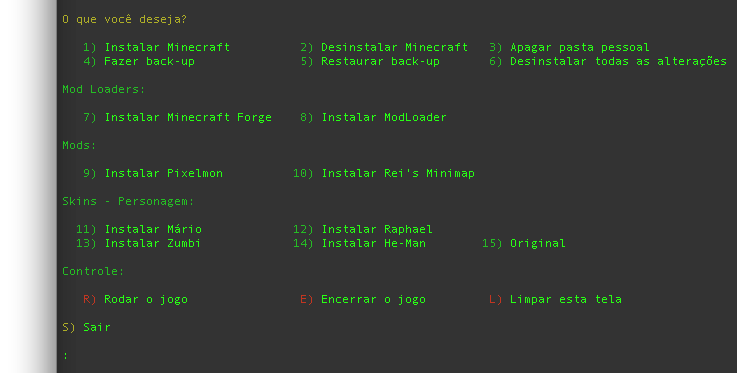 O que você deseja?
1) Instalar Minecraft 2) Desinstalar Minecraft 3) Apagar pasta pessoal
4) Fazer back-up 5) Restaurar back-up 6) Desinstalar todas as alterações
Mod Loaders:
7) Instalar Minecraft Forge 8) Instalar ModLoader
Mods:
9) Instalar Pixelmon 10) Instalar Rei's Minimap
Skins - Personagem:
11) Instalar Mário 12) Instalar Raphael
13) Instalar Zumbi 14) Instalar He-Man 15) Original
Controle:
R) Rodar o jogo E) Encerrar o jogo L) Limpar esta tela
S) Sair
: